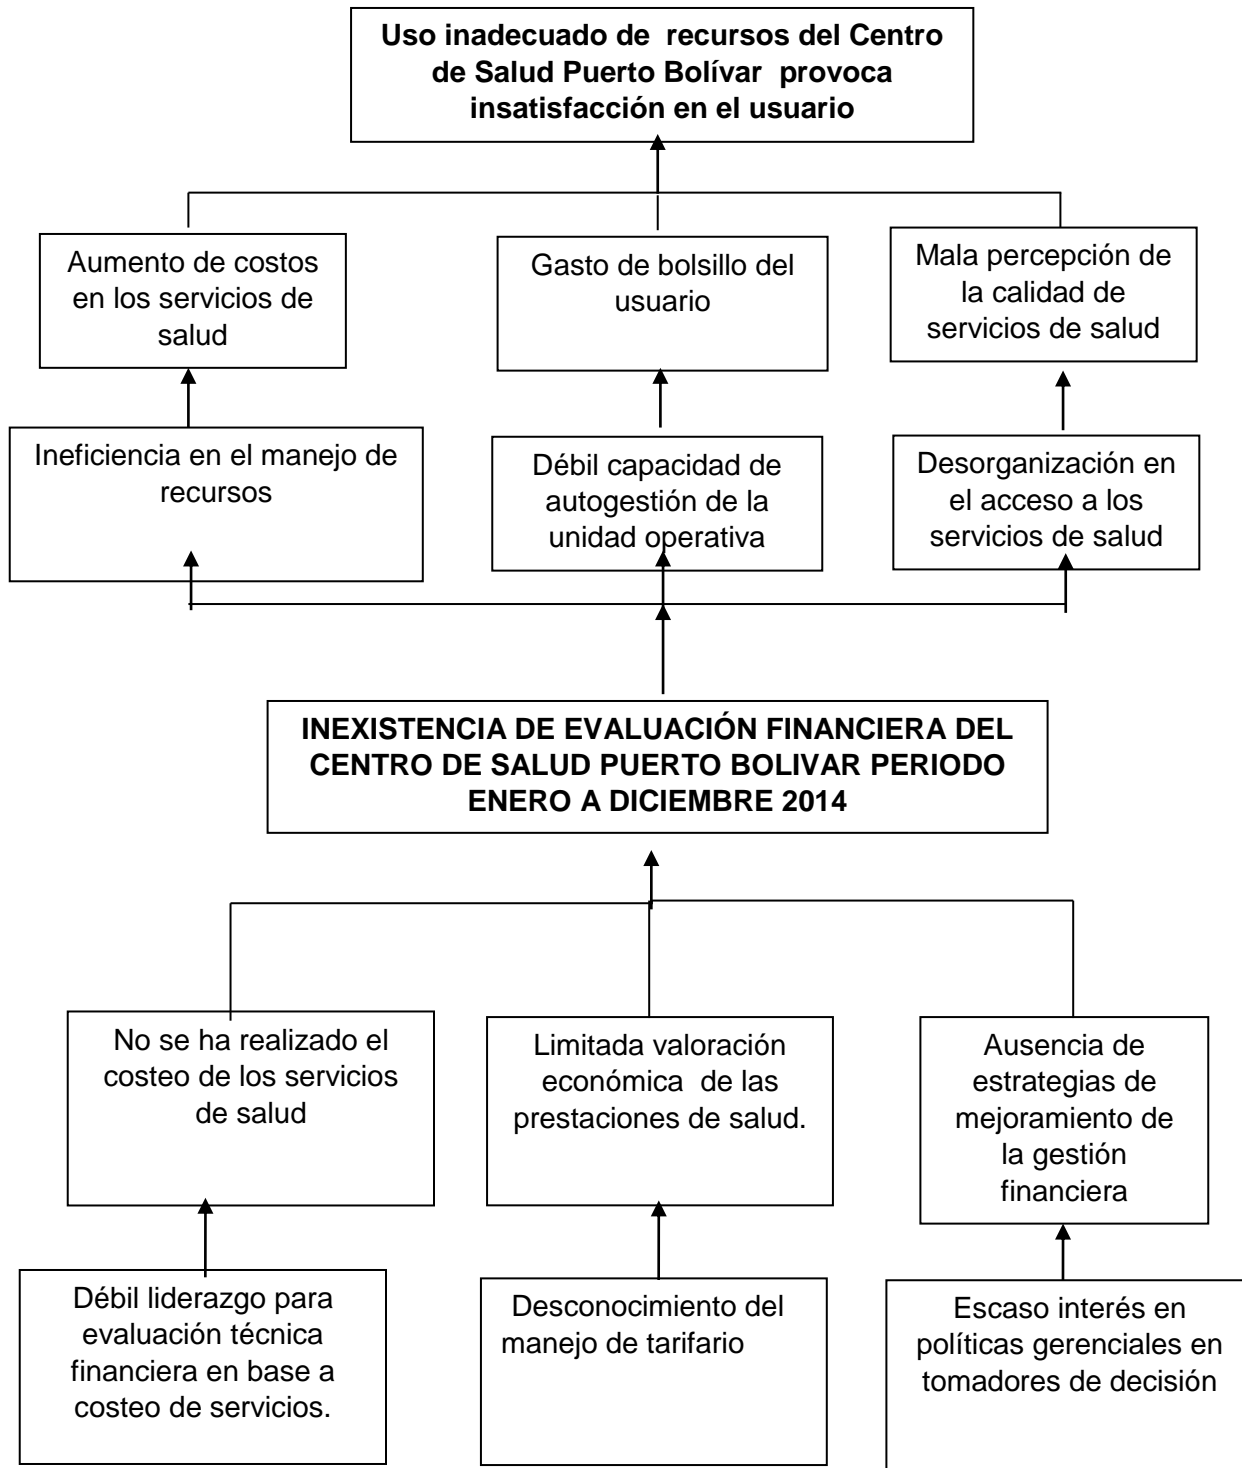 Uso inadecuado de recursos del Centro
de Salud Puerto Bolívar provoca
insatisfacción en el usuario
Aumento de costos
en los servicios de
salud
Gasto de bolsillo del
usuario
Mala percepción de
la calidad de
servicios de salud
Ineficiencia en el manejo de
recursos
Débil capacidad de
autogestión de la
unidad operativa
Desorganización en
el acceso a los
servicios de salud
INEXISTENCIA DE EVALUACIÓN FINANCIERA DEL
CENTRO DE SALUD PUERTO BOLIVAR PERIODO
ENERO A DICIEMBRE 2014
No se ha realizado el
costeo de los servicios
de salud
Limitada valoración
económica de las
prestaciones de salud.
Ausencia de
estrategias de
mejoramiento de
la gestión
financiera
Débil liderazgo para
evaluación técnica
financiera en base a
costeo de servicios.
Desconocimiento del
manejo de tarifario
Escaso interés en
políticas gerenciales en
tomadores de decisión